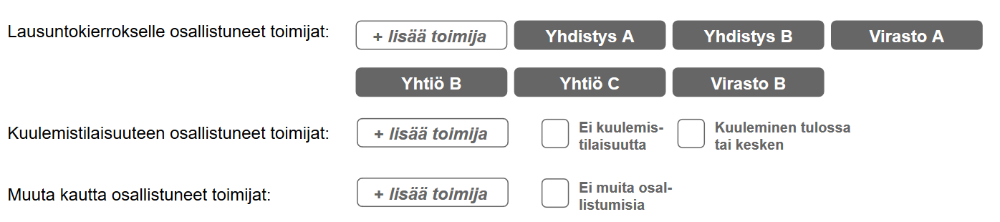 Lausuntokierrokselle osallistuneet toimijat: + lisää toimija Yhdistys A Yhdistys B Virasto A
Yhtiö B Yhtiö C Virasto B
Kuulemistilaisuuteen osallistuneet toimijat: + lisää toimija Ei kuulemis- Kuuleminen tulossa
tilaisuutta tai kesken
Muuta kautta osallistuneet toimijat: + lisää toimija Ei muita osal-
listumisia